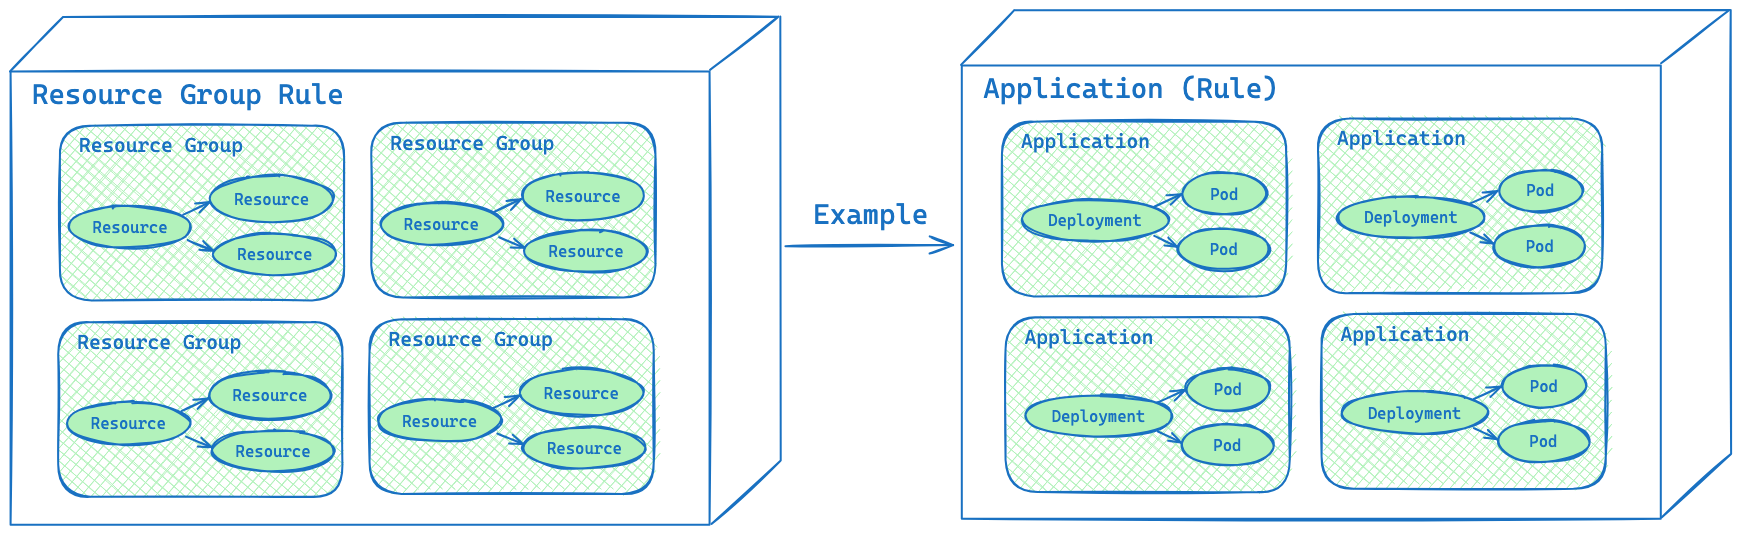 Resource Group Rule
Resource Group
Resource
Resource
Resource
Resource Group
Resource
Resource
Resource
Resource Group
Resource
Resource
Resource
Resource Group
Resource
Resource
Resource
Example
Application (Rule)
Application
Pod
Deployment
Pod
Application
Pod
Deployment
Pod
Application
Pod
Deployment
Pod
Application
Pod
Deployment
Pod